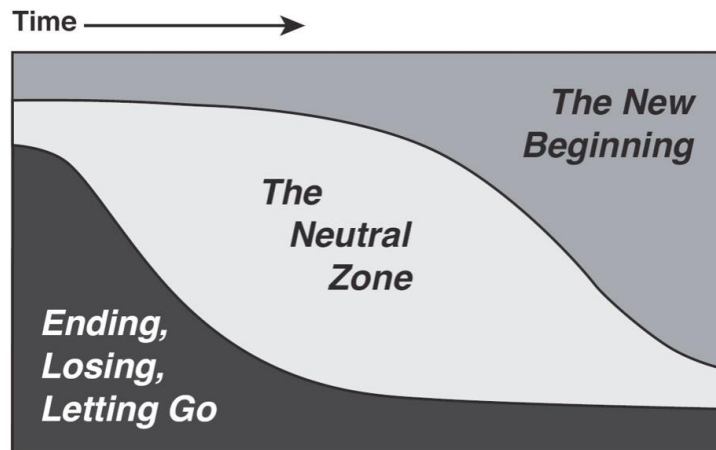 Time
The New
Beginning
The
Neutral
Zone
Ending,
Losing,
Letting Go